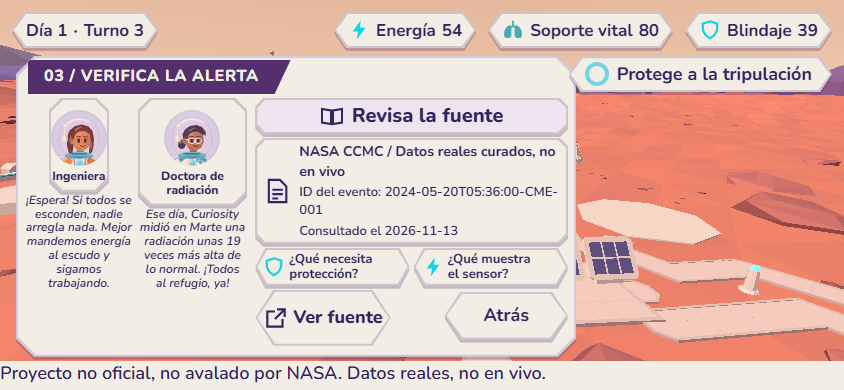 Día 1 · Turno 3
Energía 54
Soporte vital 80
Blindaje 39
03 / VERIFICA LA ALERTA
Protege a la tripulación
Ingeniera
¡Espera! Si todos se
esconden, nadie
arregla nada. Mejor
mandemos energía
al escudo y
sigamos
trabajando.
Doctora de
radiación
Ese día, Curiosity
midió en Marte una
radiación unas 19
veces más alta de
lo normal. ¡Todos
al refugio, ya!
Revisa la fuente
NASA CCMC / Datos reales curados, no
en vivo
ID del evento: 2024-05-20T05:36:00-CME-
001
Consultado el 2026-11-13
¿Qué necesita
protección?
¿Qué muestra
el sensor?
Ver fuente
Atrás
Proyecto no oficial, no avalado por NASA. Datos reales, no en vivo.